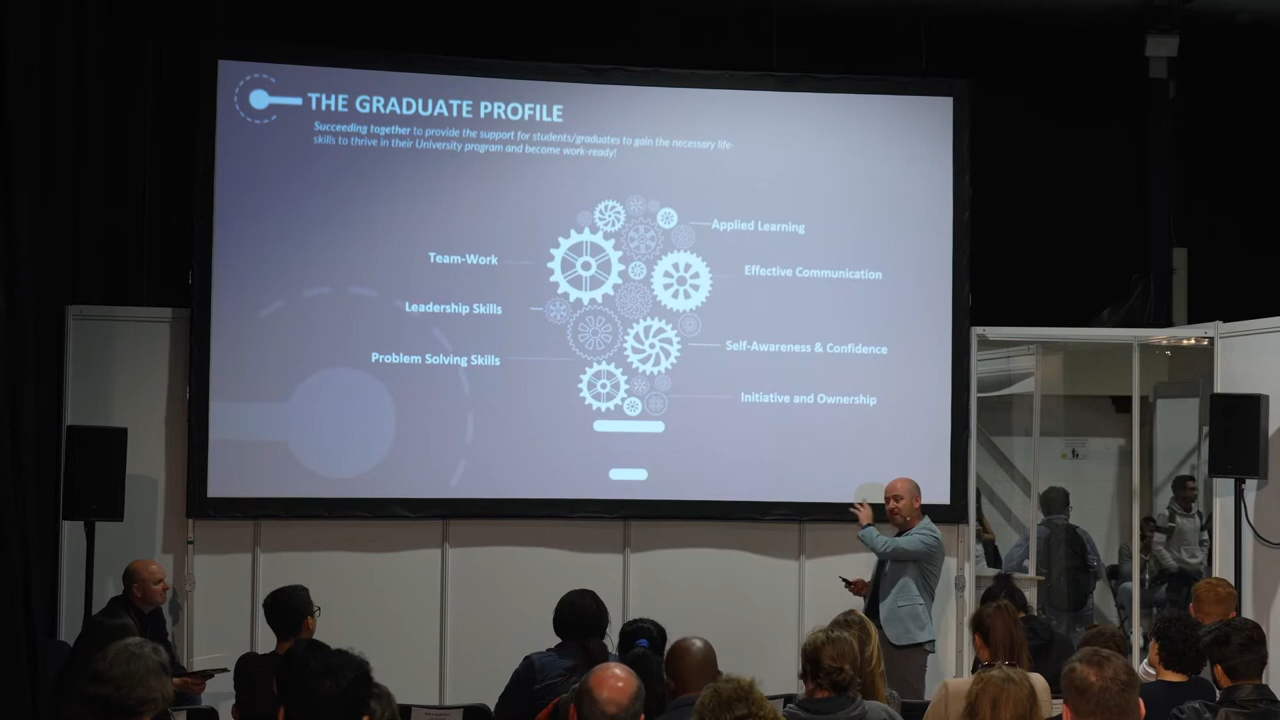 THE GRADUATE PROFILE
Succeeding together to provide the support for students/graduates to gain the necessary life-
skills to thrive in their University program and become work-ready!
Applied Learning
Team-Work
Effective Communication
Leadership Skills
Self-Awareness & Confidence
Problem Solving Skills
Initiative and Ownership